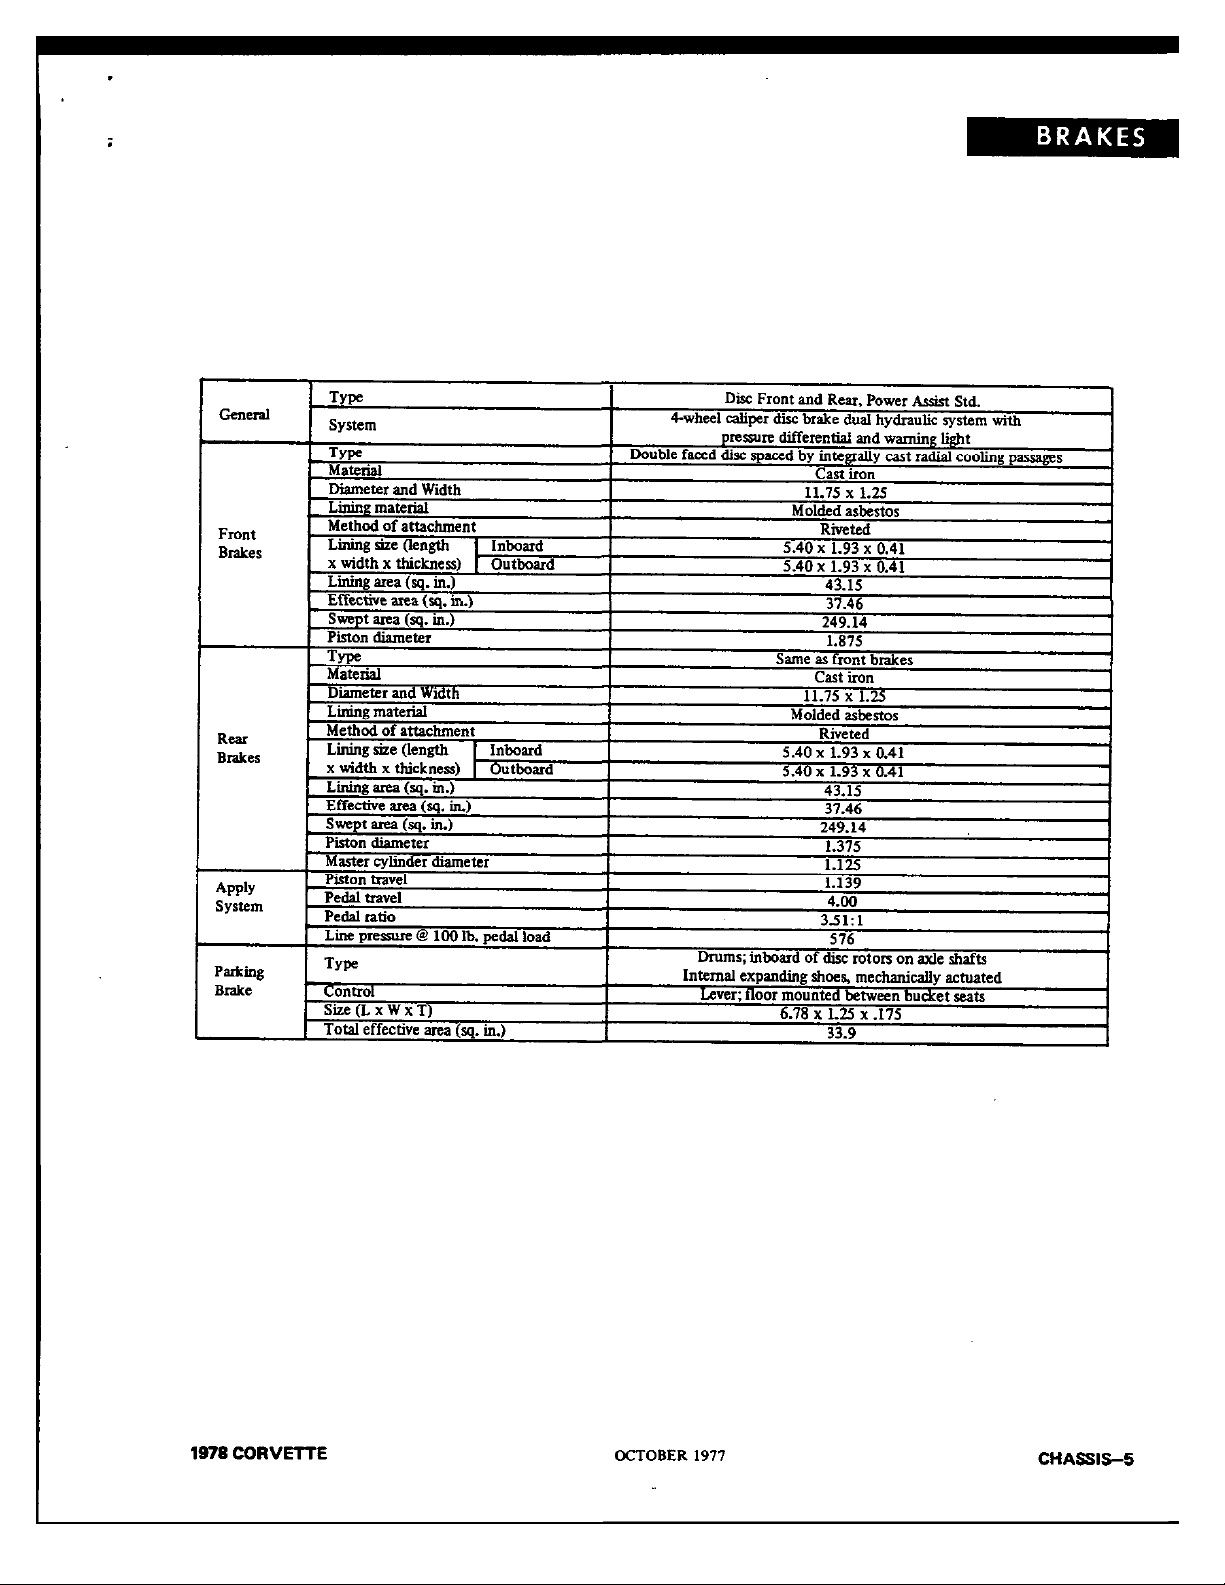 BRAKES
General
Type
Disc Front and Rear, Power Assist Std.
System
4-wheel caliper disc brake dual hydraulic system with
pressure differential and warning light
Front
Brakes
Type
Double faced disc spaced by integrally cast radial cooling passages
Material
Cast iron
Diameter and Width
11.75 x 1.25
Lining material
Molded asbestos
Method of attachment
Riveted
Lining size (length
x width x thickness)
Inboard
5.40 x 1.93 x 0.41
Outboard
5.40 x 1.93 x 0.41
Lining area (sq. in.)
43.15
Effective area (sq. in.)
37.46
Swept area (sq. in.)
249.14
Piston diameter
1.875
Rear
Brakes
Type
Same as front brakes
Material
Cast iron
Diameter and Width
11.75 x 1.25
Lining material
Molded asbestos
Method of attachment
Riveted
Lining size (length
x width x thickness)
Inboard
5.40 x 1.93 x 0.41
Outboard
5.40 x 1.93 x 0.41
Lining area (sq. in.)
43.15
Effective area (sq. in.)
37.46
Swept area (sq. in.)
249.14
Piston diameter
1.375
Master cylinder diameter
1.125
Apply
System
Piston travel
1.139
Pedal travel
4.00
Pedal ratio
3.51:1
Line pressure @ 100 lb. pedal load
576
Parking
Brake
Type
Drums; inboard of disc rotors on axle shafts
Internal expanding shoes, mechanically actuated
Control
Lever; floor mounted between bucket seats
Size (L x W x T)
6.78 x 1.25 x .175
Total effective area (sq. in.)
33.9
1978 CORVETTE
OCTOBER 1977
CHASSIS–5